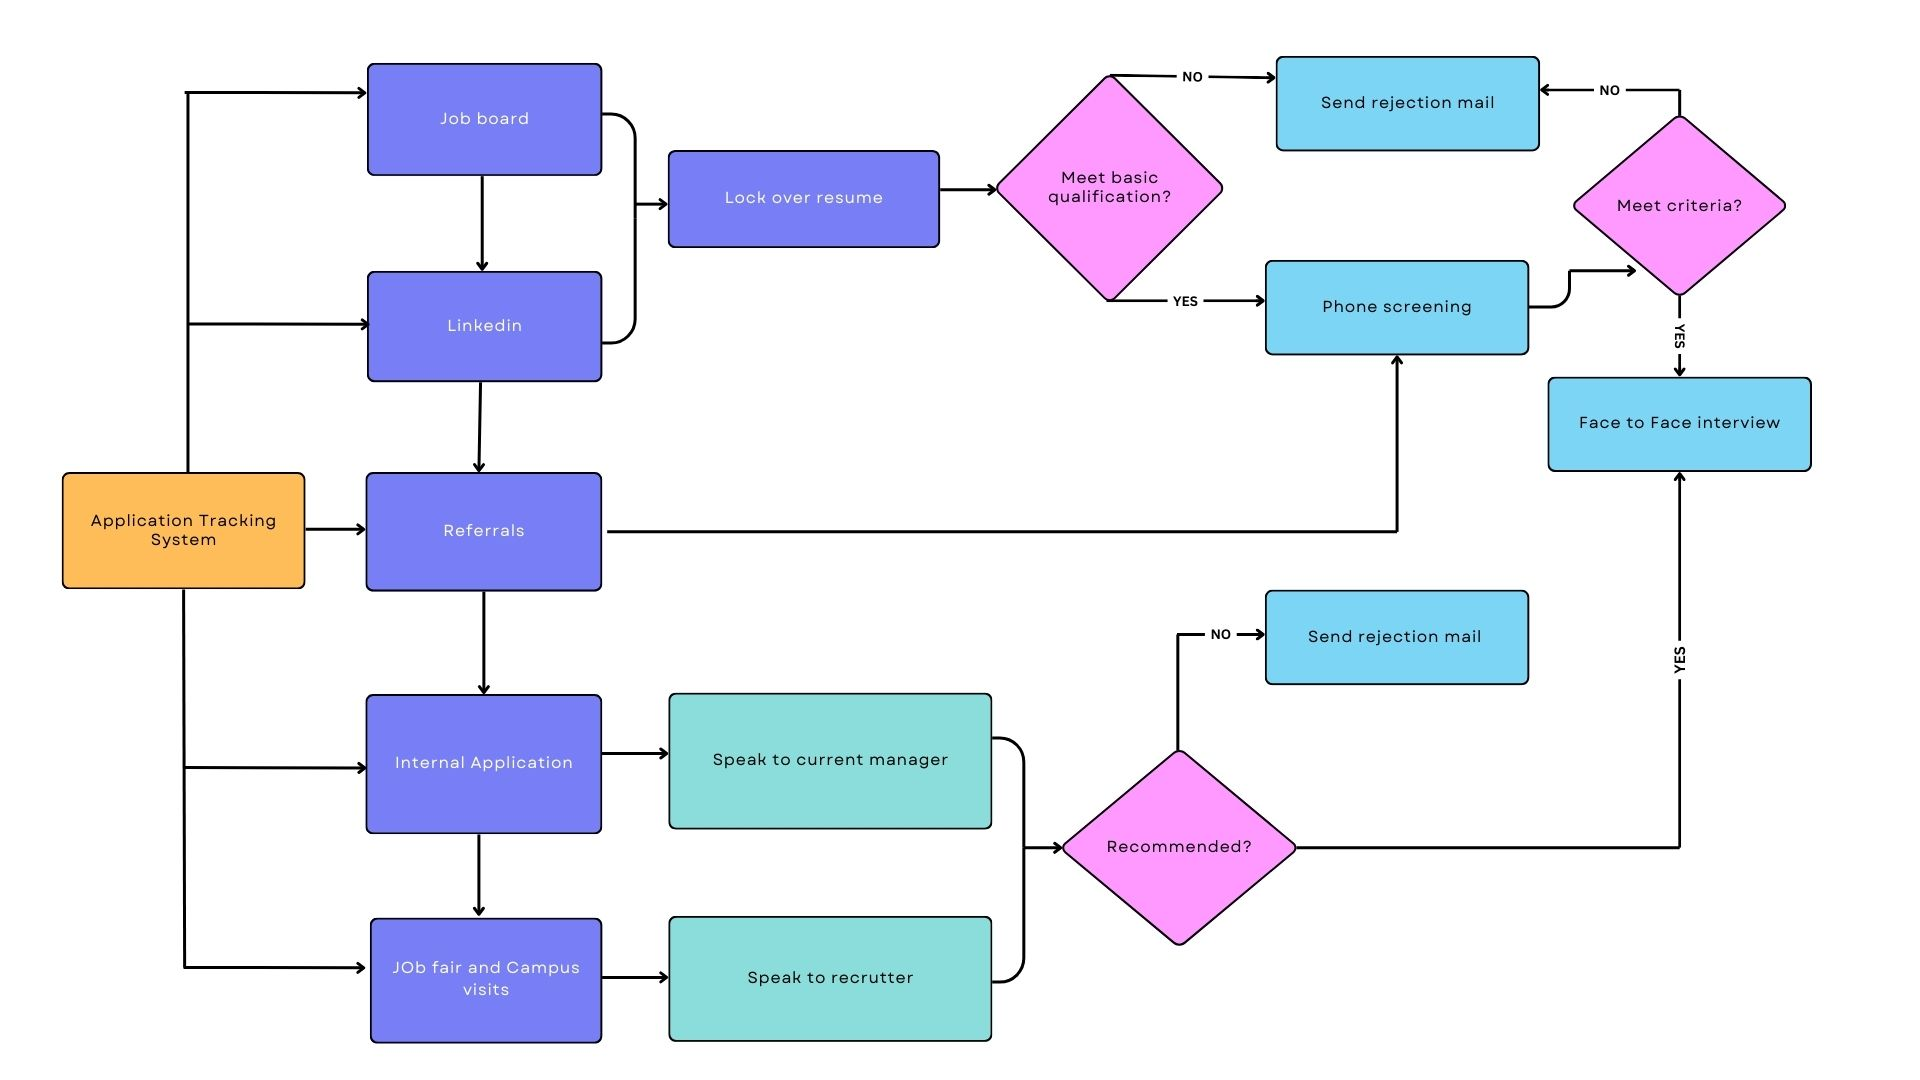 Job board
Lock over resume
Meet basic
qualification?
NO
Send rejection mail
NO
Meet criteria?
Linkedin
YES
Phone screening
YES
Face to Face interview
Application Tracking
System
Referrals
NO
Send rejection mail
YES
Internal Application
Speak to current manager
Recommended?
JOb fair and Campus
visits
Speak to recrutter